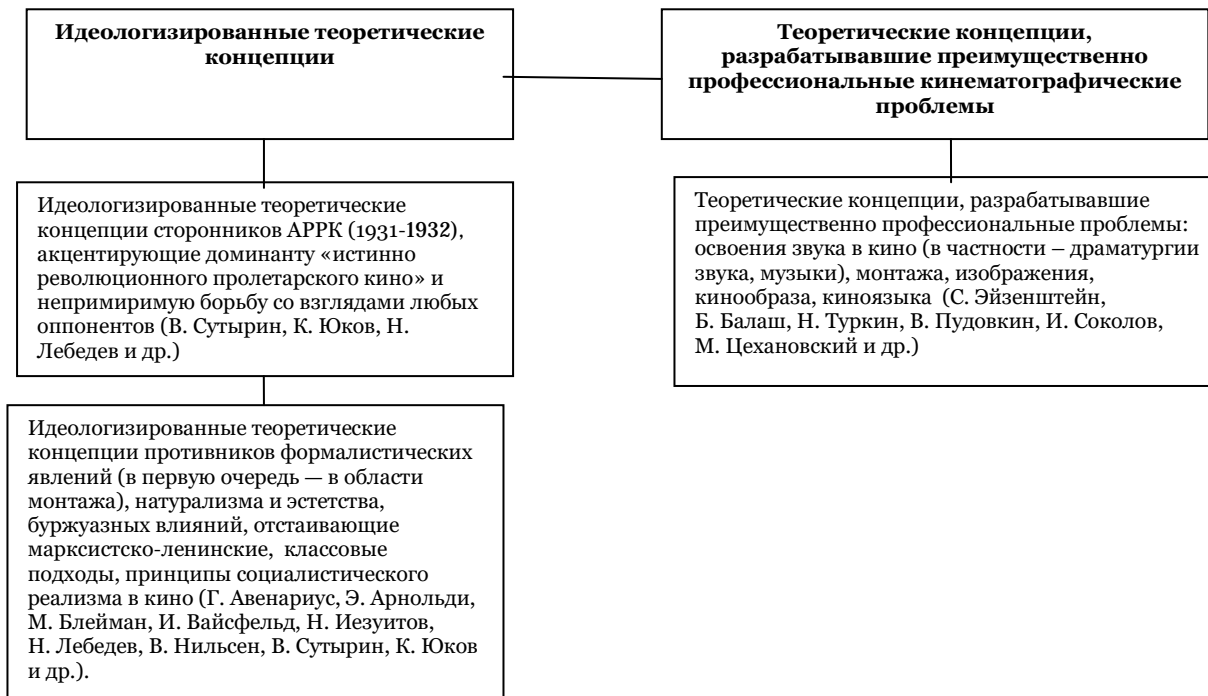 Идеологизированные теоретические
концепции
Теоретические концепции,
разрабатывавшие преимущественно
профессиональные кинематографические
проблемы
Идеологизированные теоретические
концепции сторонников АРРК (1931-1932),
акцентирующие доминанту «истинно
революционного пролетарского кино» и
непримиримую борьбу со взглядами любых
оппонентов (В. Сутырин, К. Юков, Н.
Лебедев и др.)
Теоретические концепции, разрабатывавшие
преимущественно профессиональные проблемы:
освоения звука в кино (в частности – драматургии
звука, музыки), монтажа, изображения,
кинообраза, киноязыка (С. Эйзенштейн,
Б. Балаш, Н. Туркин, В. Пудовкин, И. Соколов,
М. Цехановский и др.)
Идеологизированные теоретические
концепции противников формалистических
явлений (в первую очередь — в области
монтажа), натурализма и эстетства,
буржуазных влияний, отстаивающие
марксистско-ленинские, классовые
подходы, принципы социалистического
реализма в кино (Г. Авенариус, Э. Арнольди,
М. Блейман, И. Вайсфельд, Н. Иезуитов,
Н. Лебедев, В. Нильсен, В. Сутырин, К. Юков
и др.).